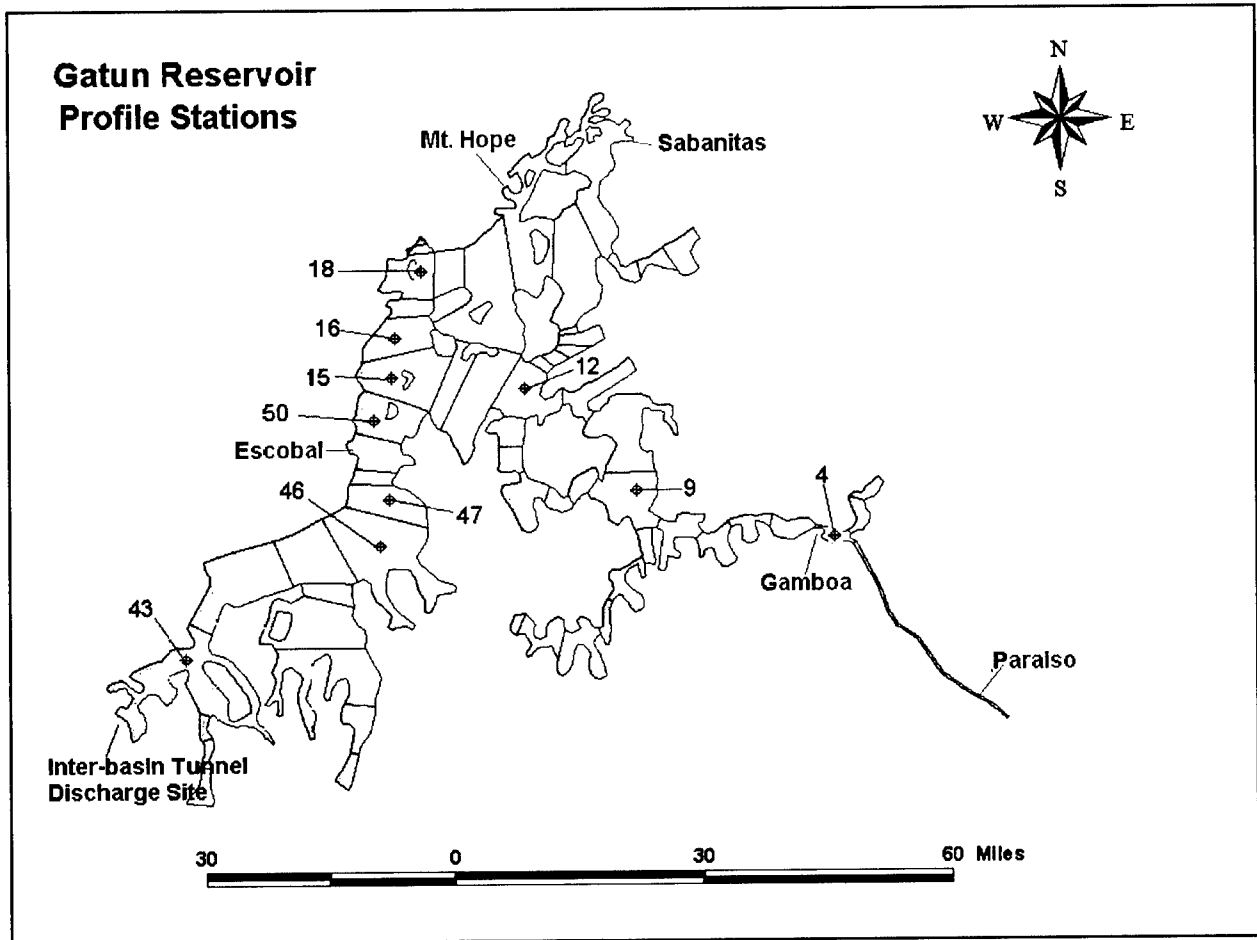 Gatun Reservoir
Profile Stations
N
W
E
S
Mt. Hope
Sabanitas
18
16
15
12
50
Escobal
46
47
9
4
Gamboa
43
Paraiso
Inter-basin Tunnel
Discharge Site
30
0
30
60 Miles